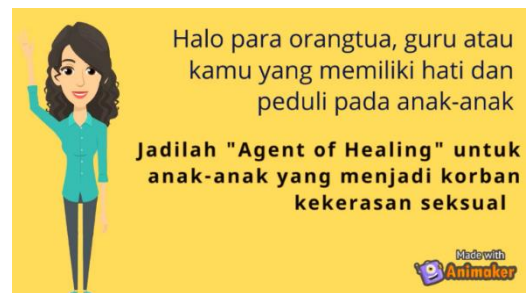 Halo para orangtua, guru atau
kamu yang memiliki hati dan
peduli pada anak-anak
Jadilah "Agent of Healing" untuk
anak-anak yang menjadi korban
kekerasan seksual
Made with
Animaker